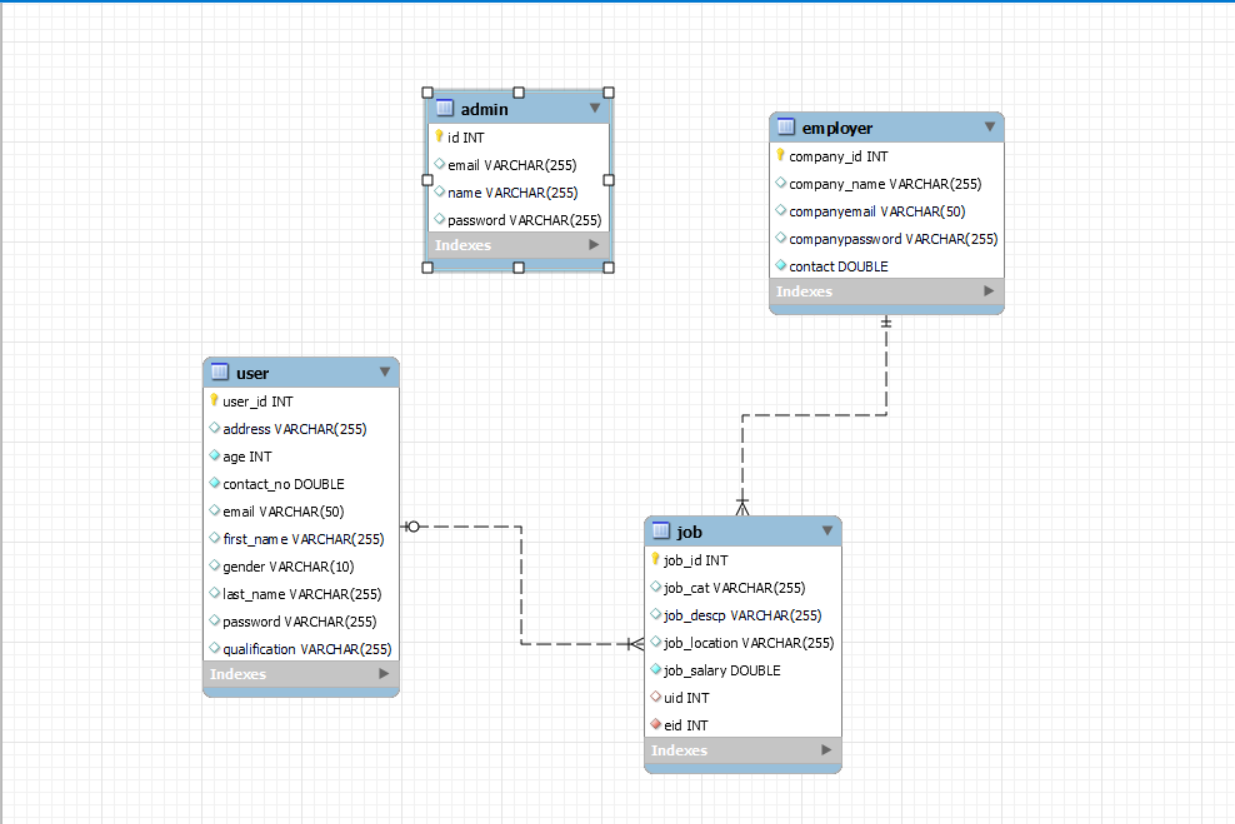 admin
id INT
email VARCHAR(255)
name VARCHAR(255)
password VARCHAR(255)
Indexes
employer
company_id INT
company_name VARCHAR(255)
companyemail VARCHAR(50)
companypassword VARCHAR(255)
contact DOUBLE
Indexes
user
user_id INT
address VARCHAR(255)
age INT
contact_no DOUBLE
email VARCHAR(50)
first_name VARCHAR(255)
gender VARCHAR(10)
last_name VARCHAR(255)
password VARCHAR(255)
qualification VARCHAR(255)
Indexes
job
job_id INT
job_cat VARCHAR(255)
job_descp VARCHAR(255)
job_location VARCHAR(255)
job_salary DOUBLE
uid INT
eid INT
Indexes